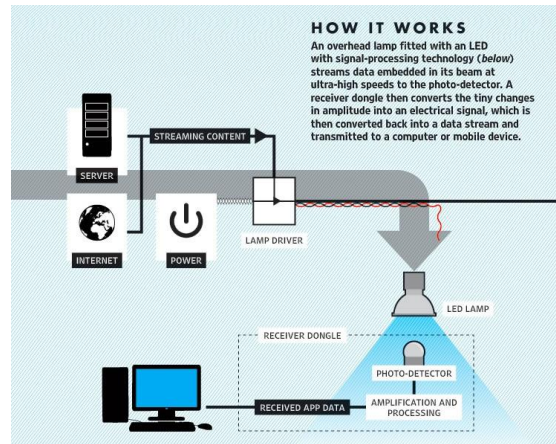 HOW IT WORKS
An overhead lamp fitted with an LED
with signal-processing technology (below)
streams data embedded in its beam at
ultra-high speeds to the photo-detector. A
receiver dongle then converts the tiny changes
in amplitude into an electrical signal, which is
then converted back into a data stream and
transmitted to a computer or mobile device.
STREAMING CONTENT
SERVER
INTERNET
POWER
LAMP DRIVER
LED LAMP
RECEIVER DONGLE
PHOTO-DETECTOR
RECEIVED APP DATA
AMPLIFICATION AND
PROCESSING